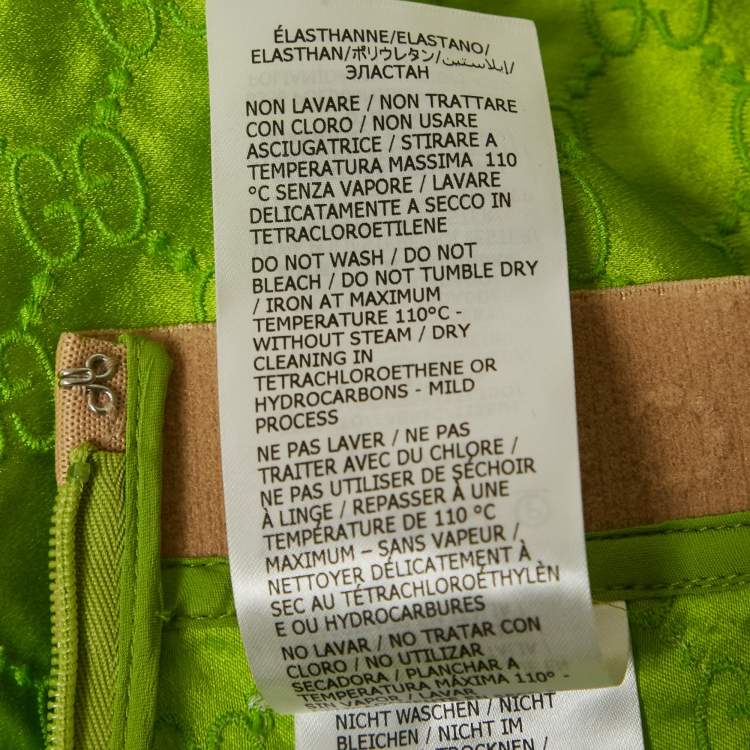 ÉLASTHANNE/ELASTANO/
ELASTHAN/ポリウレタン/إيلاستين/
ЭЛАСТАН
NON LAVARE / NON TRATTARE
CON CLORO / NON USARE
ASCIUGATRICE / STIRARE A
TEMPERATURA MASSIMA 110
°C SENZA VAPORE / LAVARE
DELICATAMENTE A SECCO IN
TETRACLOROETILENE
DO NOT WASH / DO NOT
BLEACH / DO NOT TUMBLE DRY
/ IRON AT MAXIMUM
TEMPERATURE 110°C -
WITHOUT STEAM / DRY
CLEANING IN
TETRACHLOROETHENE OR
HYDROCARBONS - MILD
PROCESS
NE PAS LAVER / NE PAS
TRAITER AVEC DU CHLORE /
NE PAS UTILISER DE SÉCHOIR
À LINGE / REPASSER À UNE
TEMPÉRATURE DE 110 °C
MAXIMUM – SANS VAPEUR /
NETTOYER DÉLICATEMENT À
SEC AU TÉTRACHLOROÉTHYLÈN
E OU HYDROCARBURES
NO LAVAR / NO TRATAR CON
CLORO / NO UTILIZAR
SECADORA / PLANCHAR A
TEMPERATURA MÁXIMA 110° -
SIN VAPOR / LAVAR
NICHT WASCHEN / NICHT
BLEICHEN / NICHT IM
TROCKNEN /